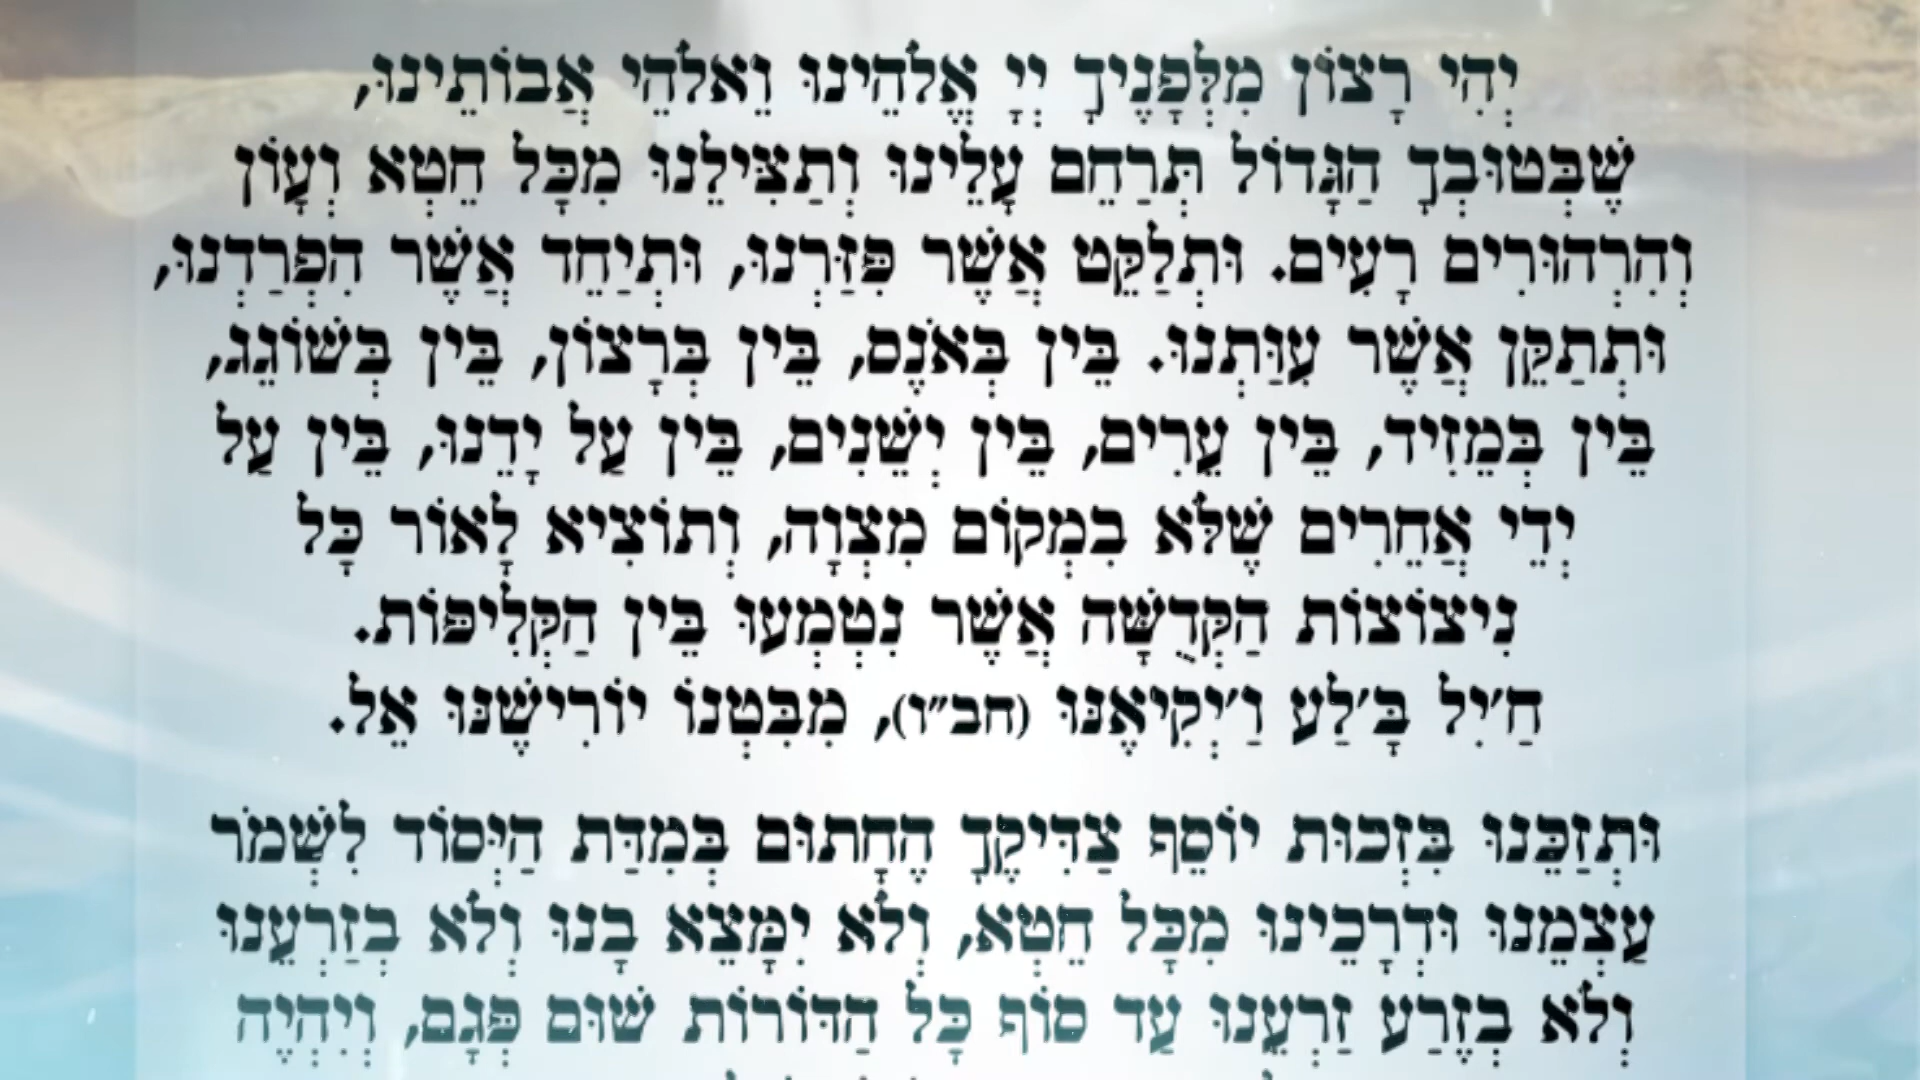 יְהִי רָצוֹן מִלְּפָנֶיךָ יְיָ אֱלֹהֵינוּ וֵאלֹהֵי אֲבוֹתֵינוּ,
שֶׁבְּטוּבְךָ הַגָּדוֹל תְּרַחֵם עָלֵינוּ וְתַצִּילֵנוּ מִכָּל חֵטְא וְעָוֹן
וְהִרְהוּרִים רָעִים. וּתְלַקֵּט אֲשֶׁר פִּזַּרְנוּ, וּתְיַחֵד אֲשֶׁר הִפְרַדְנוּ,
וּתְתַקֵּן אֲשֶׁר עִוַּתְנוּ. בֵּין בְּאֹנֶס, בֵּין בְּרָצוֹן, בֵּין בְּשׁוֹגֵג,
בֵּין בְּמֵזִיד, בֵּין עֵרִים, בֵּין יְשֵׁנִים, בֵּין עַל יָדֵנוּ, בֵּין עַל
יְדֵי אֲחֵרִים שֶׁלֹּא בִמְקוֹם מִצְוָה, וְתוֹצִיא לָאוֹר כָּל
נִיצוֹצוֹת הַקְּדֻשָּׁה אֲשֶׁר נִטְמְעוּ בֵּין הַקְּלִיפּוֹת.
חַ׳יִל בָּ׳לַע וַ׳יְקִיאֶנּוּ (חב״ו), מִבִּטְנוֹ יוֹרִישֶׁנּוּ אֵל.
וּתְזַכֵּנוּ בִּזְכוּת יוֹסֵף צַדִּיקֶךָ הֶחָתוּם בְּמִדַּת הַיְּסוֹד לִשְׁמֹר
עַצְמֵנוּ וּדְרָכֵינוּ מִכָּל חֵטְא, וְלֹא יִמָּצֵא בָנוּ וְלֹא בְזַרְעֵנוּ
וְלֹא בְזֶרַע זַרְעֵנוּ עַד סוֹף כָּל הַדּוֹרוֹת שׁוּם פְּגָם, וְיִהְיֶה